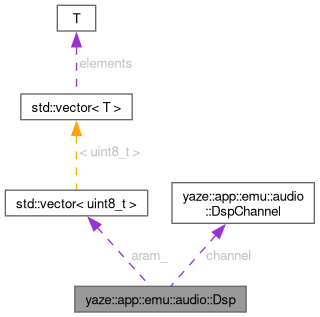 T
elements
std::vector< T >
< uint8_t >
std::vector< uint8_t >
yaze::app::emu::audio
::DspChannel
aram_
channel
yaze::app::emu::audio::Dsp